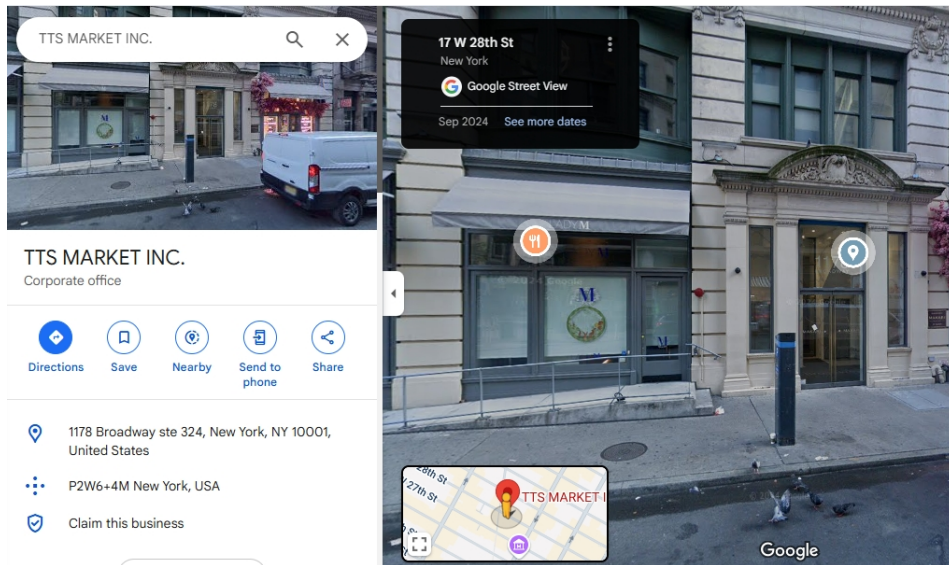 TTS MARKET INC.
TTS MARKET INC.
Corporate office
Directions
Save
Nearby
Send to
phone
Share
1178 Broadway ste 324, New York, NY 10001,
United States
P2W6+4M New York, USA
Claim this business
17 W 28th St
New York
Google Street View
Sep 2024 See more dates
M
M
M
28th St
27th St
TTS MARKET I
Google